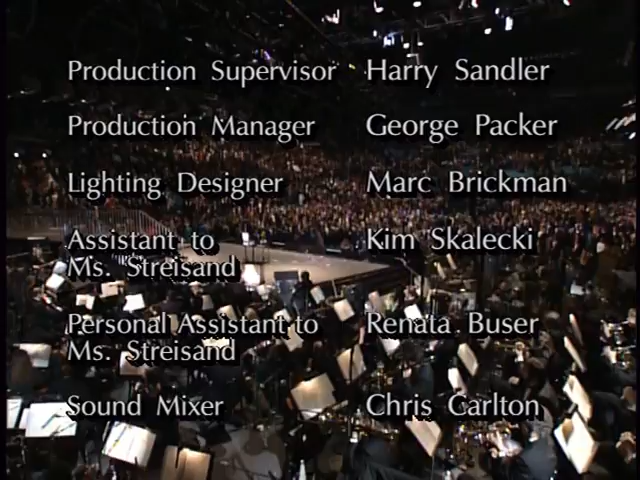 Production Supervisor Harry Sandler
Production Manager George Packer
Lighting Designer Marc Brickman
Assistant to Kim Skalecki
Ms. Streisand
Personal Assistant to Renata Buser
Ms. Streisand
Sound Mixer Chris Carlton